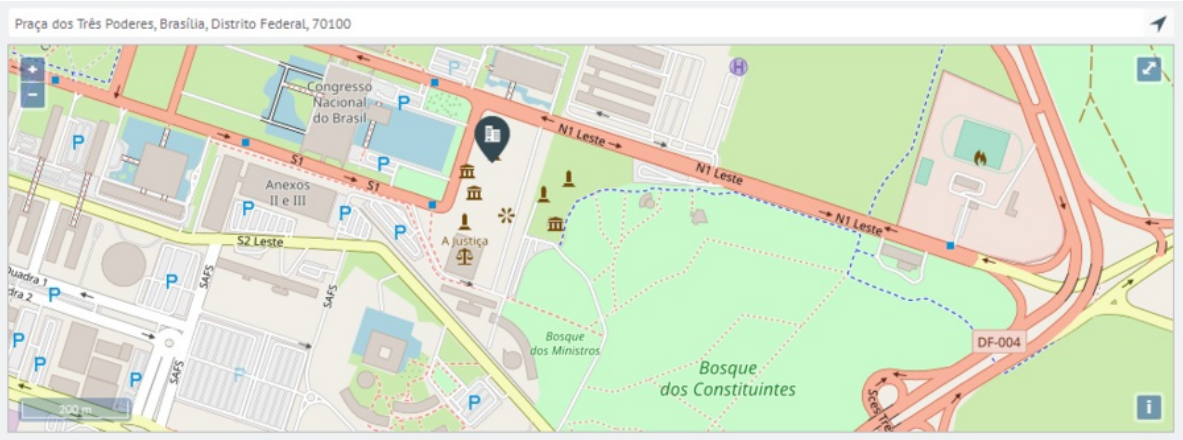 Praça dos Três Poderes, Brasília, Distrito Federal, 70100
+
−
P
H
Congresso
Nacional
do Brasil
P
P
P
N1 Leste
N1 Leste
N1 Leste
S1
S1
Anexos
II e III
P
P
P
S2 Leste
A Justiça
SAFS
SAFS
SAFS
Quadra 1
dra 2
P
P
P
P
P
P
P
P
Bosque
dos Ministros
Bosque
dos Constituintes
DF-004
Sces Tre
200 m
i